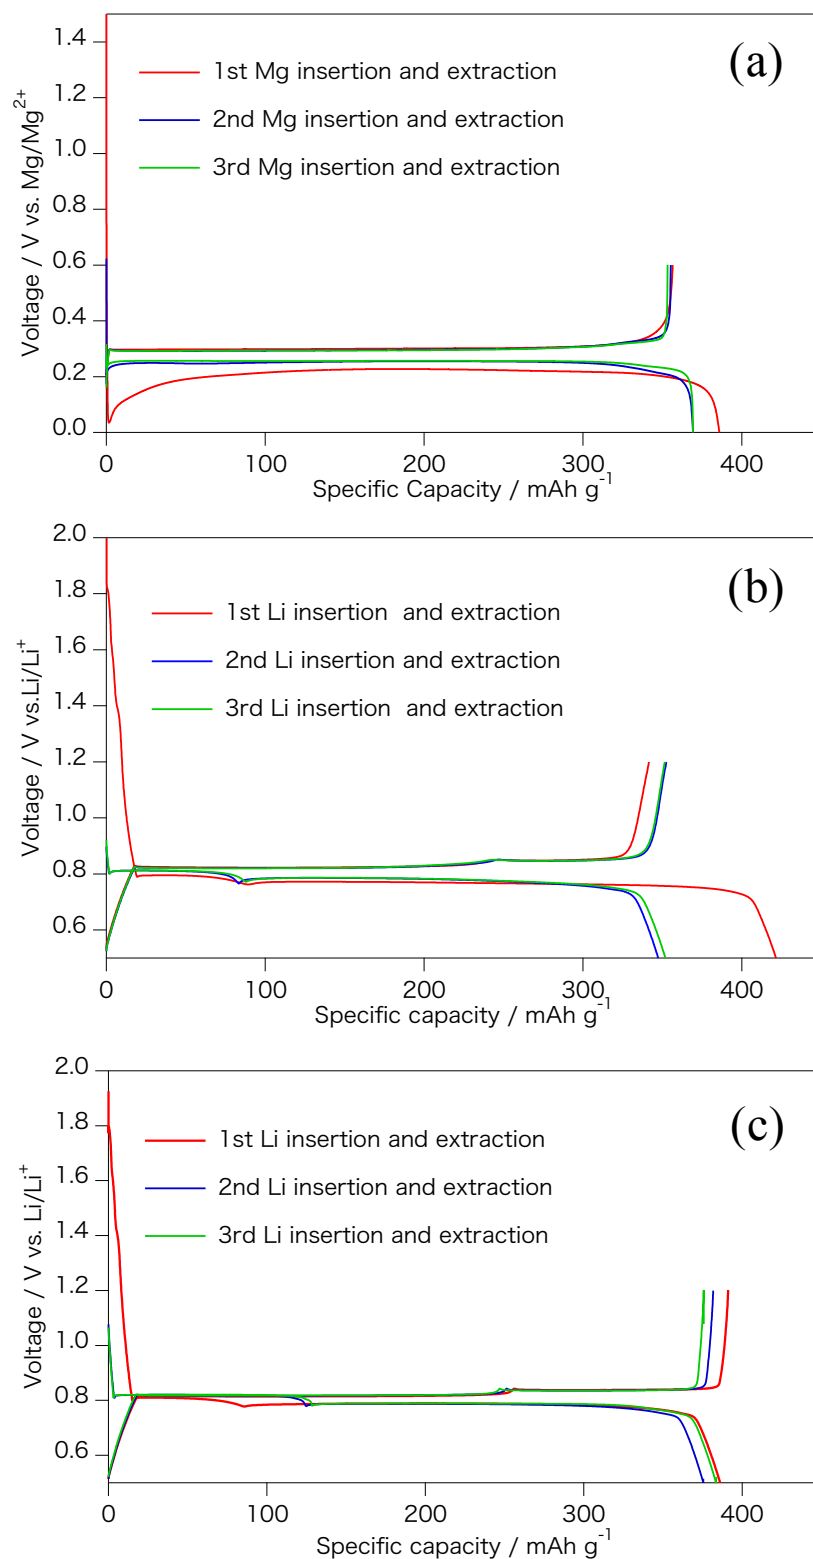 (a)
1st Mg insertion and extraction
2nd Mg insertion and extraction
3rd Mg insertion and extraction
Voltage / V vs. Mg/Mg²⁺
1.4
1.2
1.0
0.8
0.6
0.4
0.2
0.0
0 100 200 300 400
Specific Capacity / mAh g⁻¹
(b)
1st Li insertion  and extraction
2nd Li insertion and extraction
3rd Li insertion  and extraction
Voltage / V vs.Li/Li⁺
2.0
1.8
1.6
1.4
1.2
1.0
0.8
0.6
0 100 200 300 400
Specific capacity / mAh g⁻¹
(c)
1st Li insertion and extraction
2nd Li insertion and extraction
3rd Li insertion and extraction
Voltage / V vs. Li/Li⁺
2.0
1.8
1.6
1.4
1.2
1.0
0.8
0.6
0 100 200 300 400
Specific capacity / mAh g⁻¹